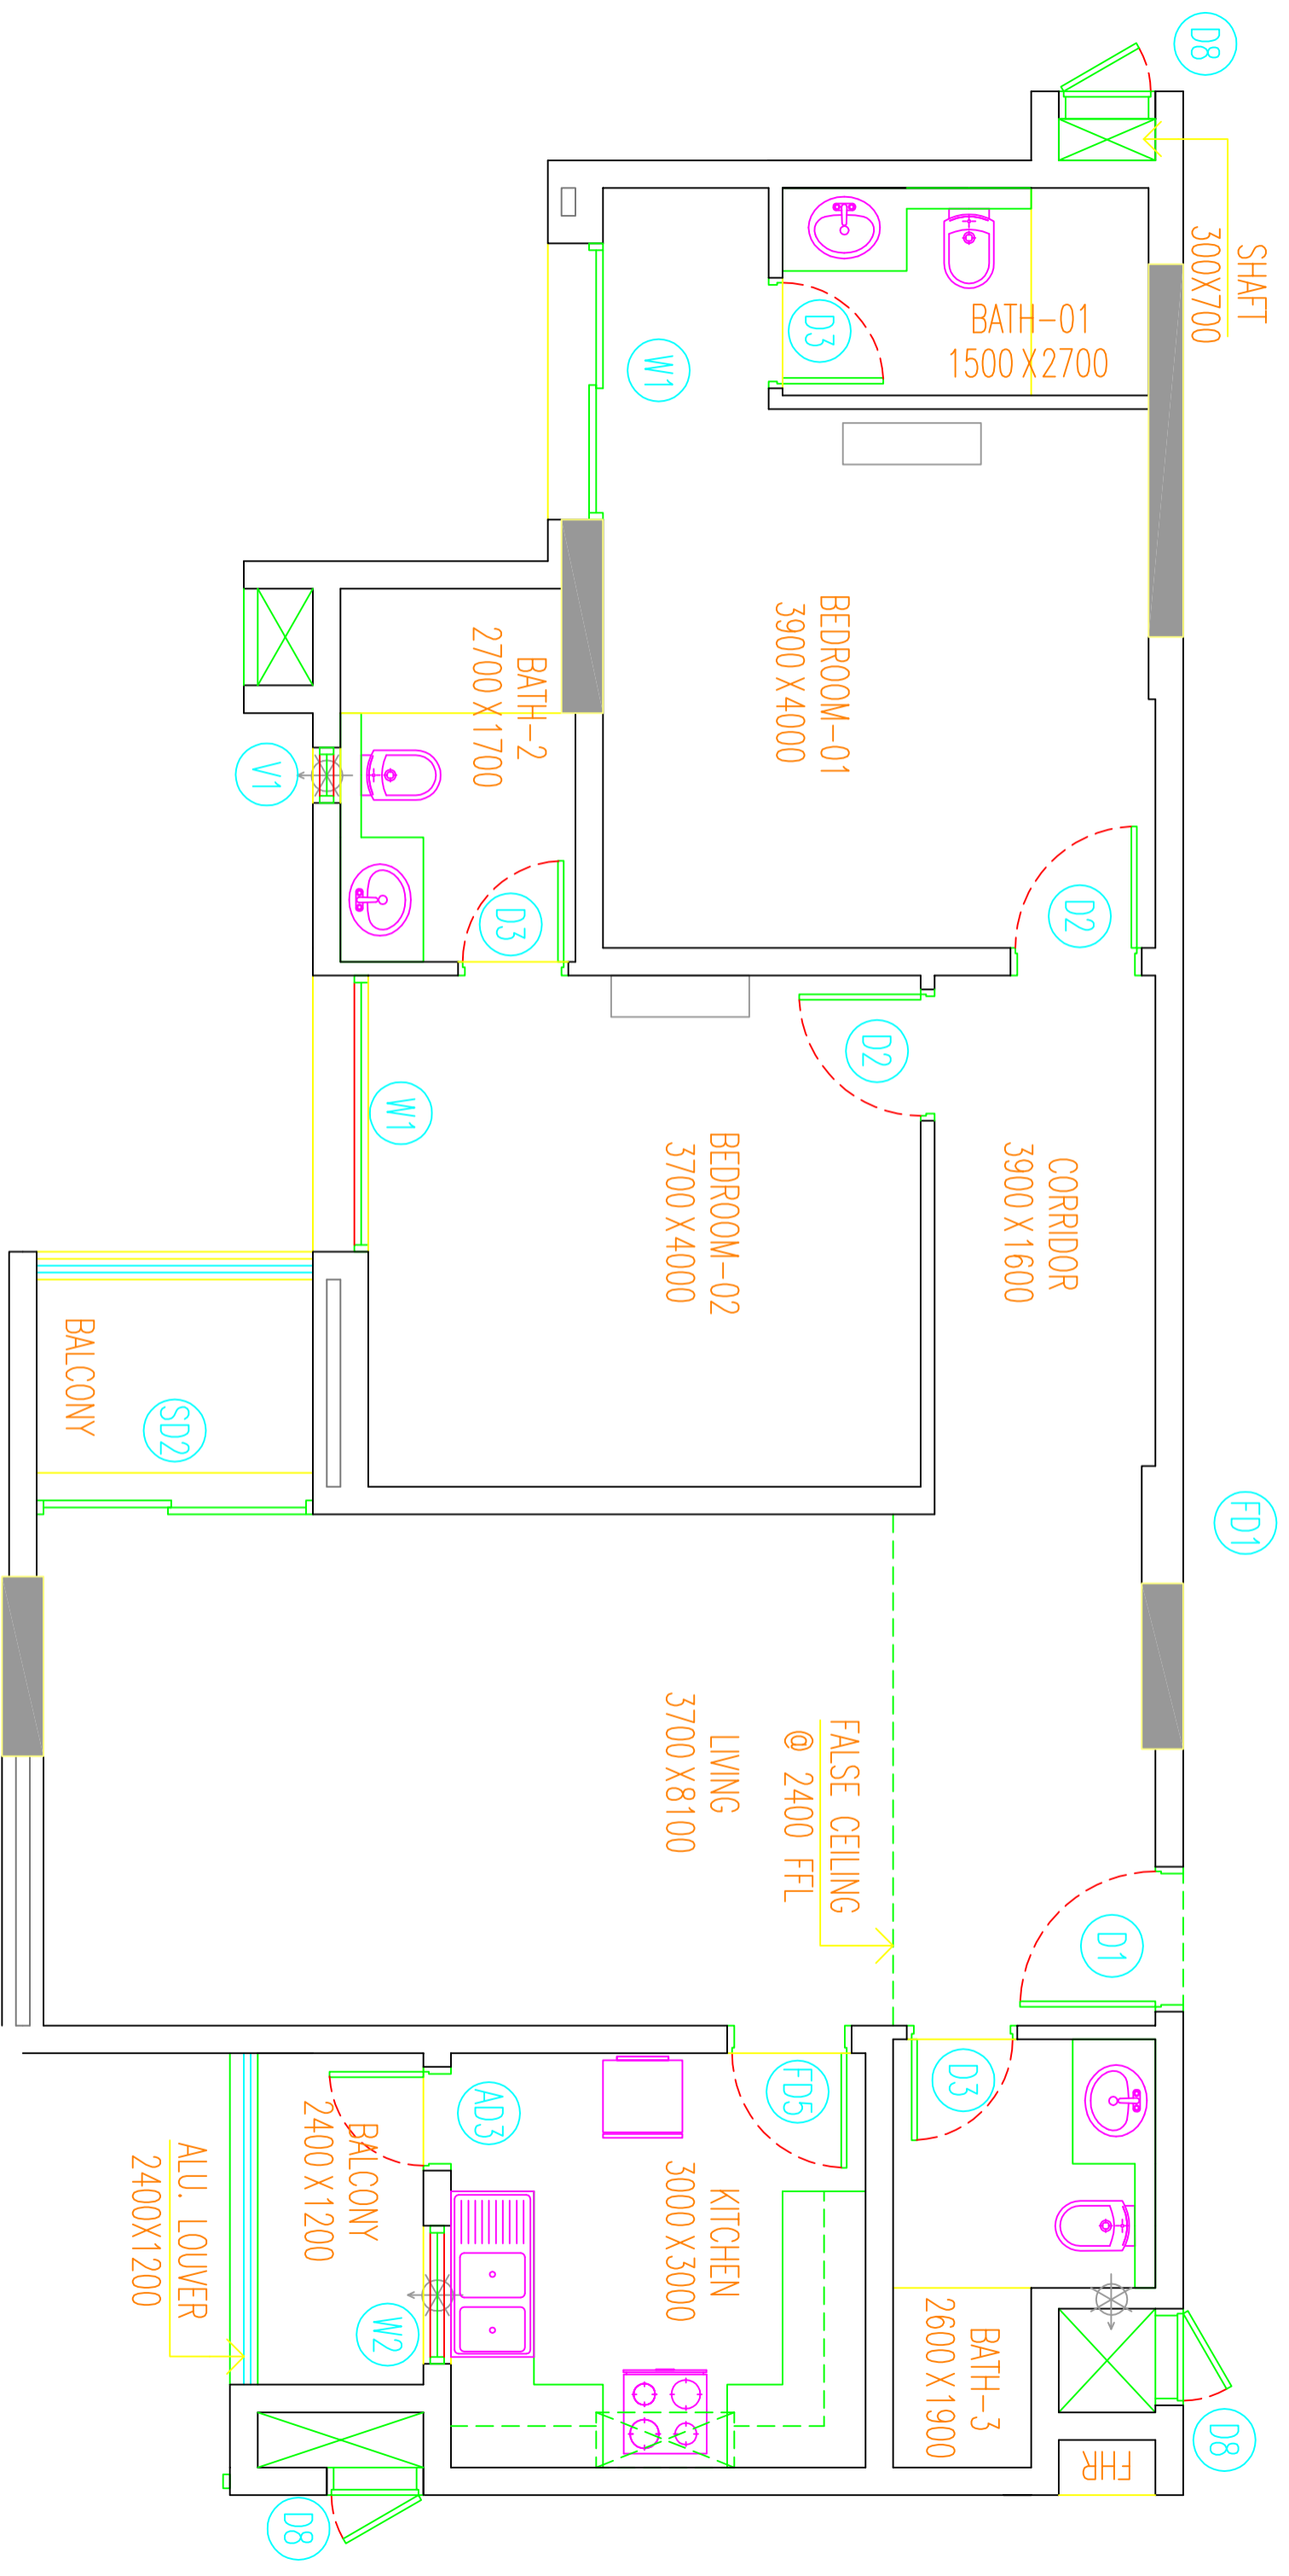 D8
SHAFT
300X700
BATH-01
1500 X 2700
D3
W1
BEDROOM-01
3900 X 4000
BATH-2
2700 X 1700
V1
D3
D2
D2
W1
CORRIDOR
3900 X 1600
BEDROOM-02
3700 X 4000
BALCONY
SD2
FD1
LIVING
3700 X 8100
FALSE CEILING
@ 2400 FFL
D1
D3
FD5
AD3
BALCONY
2400 X 1200
ALU. LOUVER
2400X1200
KITCHEN
3000 X 3000
W2
BATH-3
2600 X 1900
D8
FHR
D8